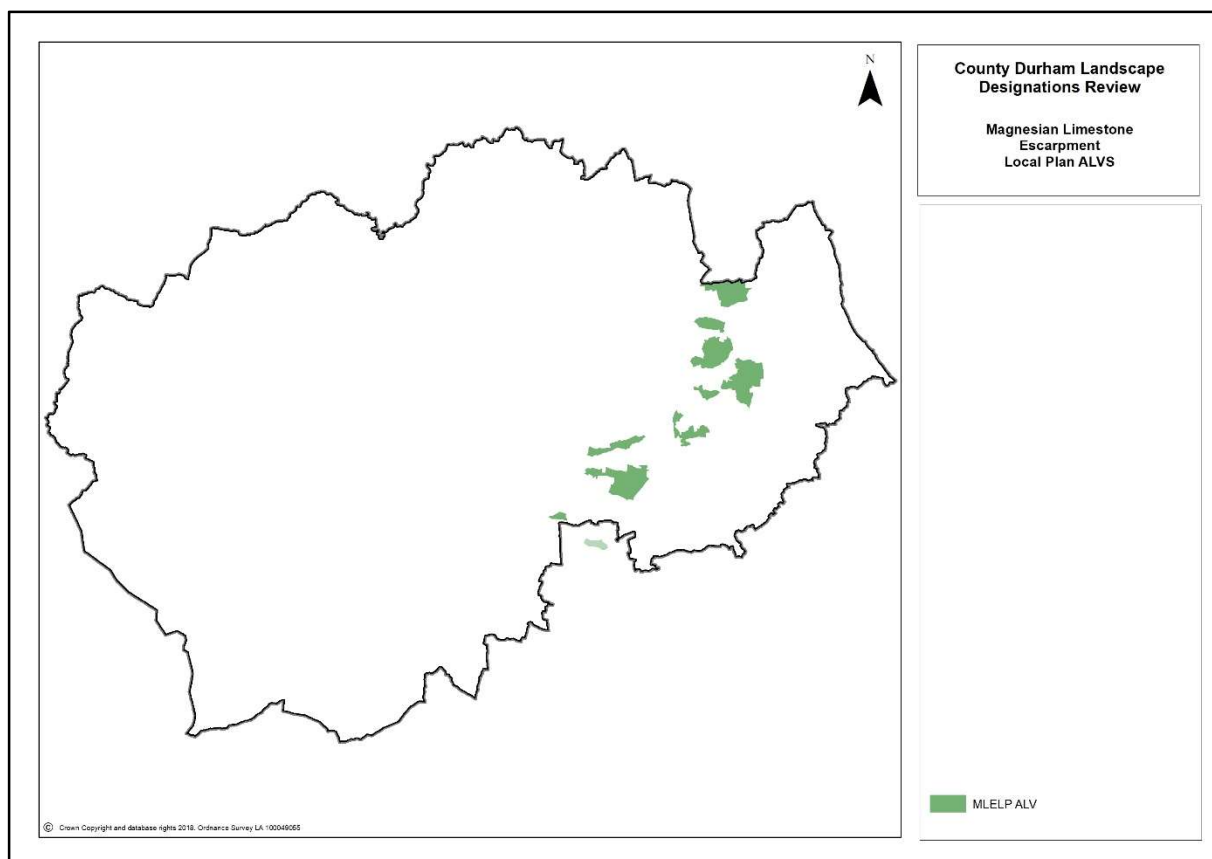 N
County Durham Landscape
Designations Review
Magnesian Limestone
Escarpment
Local Plan ALVS
MLELP ALV
© Crown Copyright and database rights 2018. Ordnance Survey LA 100049055